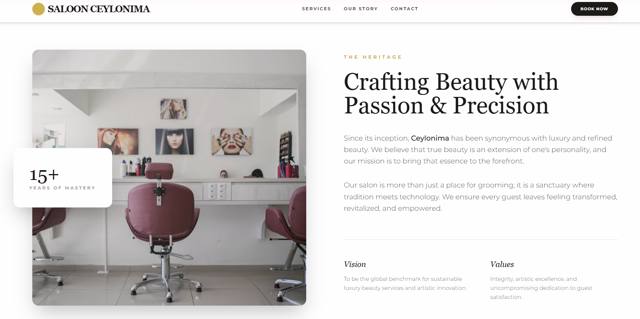 SALOON CEYLONIMA
SERVICES OUR STORY CONTACT
BOOK NOW
THE HERITAGE
Crafting Beauty with
Passion & Precision
Since its inception, Ceylonima has been synonymous with luxury and refined
beauty. We believe that true beauty is an extension of one's personality, and
our mission is to bring that essence to the forefront.
Our salon is more than just a place for grooming; it is a sanctuary where
tradition meets technology. We ensure every guest leaves feeling transformed,
revitalized, and empowered.
15+
YEARS OF MASTERY
Vision
To be the global benchmark for sustainable
luxury beauty services and artistic innovation.
Values
Integrity, artistic excellence, and
uncompromising dedication to guest
satisfaction.